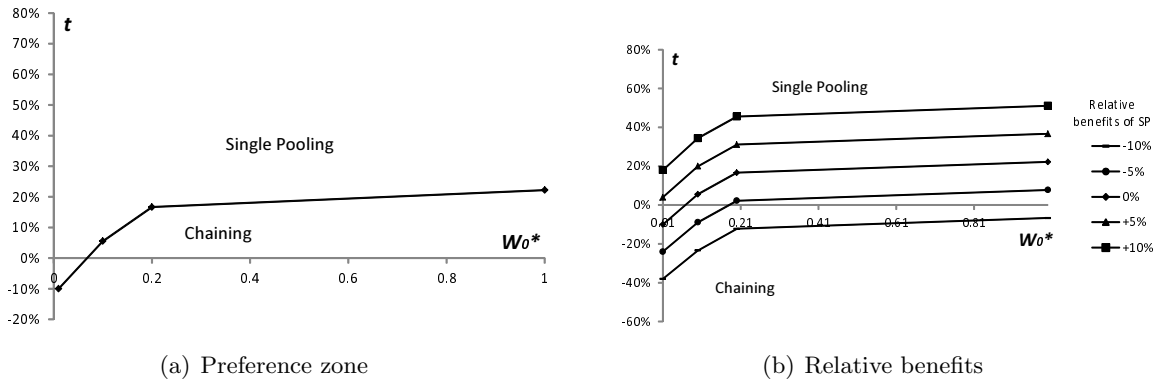 80%
70%
60%
50%
40%
30%
20%
10%
0%
-10%
-20%
t
Single Pooling
Chaining
W0*
0
0.2
0.4
0.6
0.8
1
(a) Preference zone
80%
60%
40%
20%
0%
-20%
-40%
-60%
t
Single Pooling
0.01
0.21
0.41
0.61
0.81
W0*
Chaining
Relative
benefits of SP
-10%
-5%
0%
+5%
+10%
(b) Relative benefits